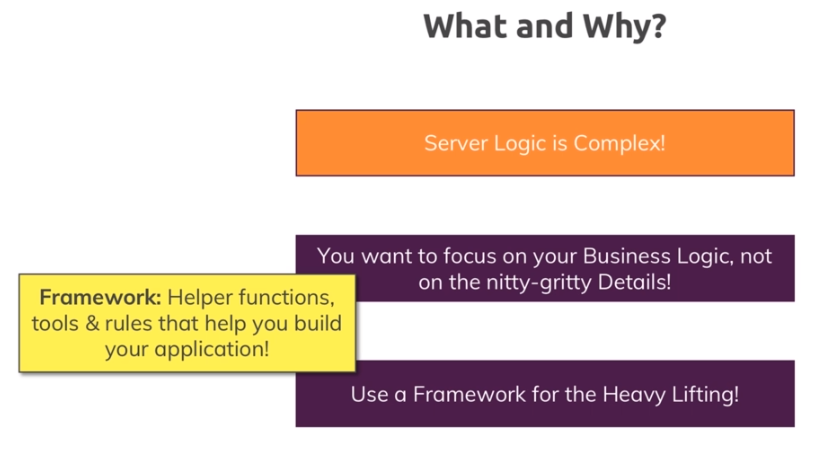 What and Why?
Server Logic is Complex!
You want to focus on your Business Logic, not
on the nitty-gritty Details!
Framework: Helper functions,
tools & rules that help you build
your application!
Use a Framework for the Heavy Lifting!